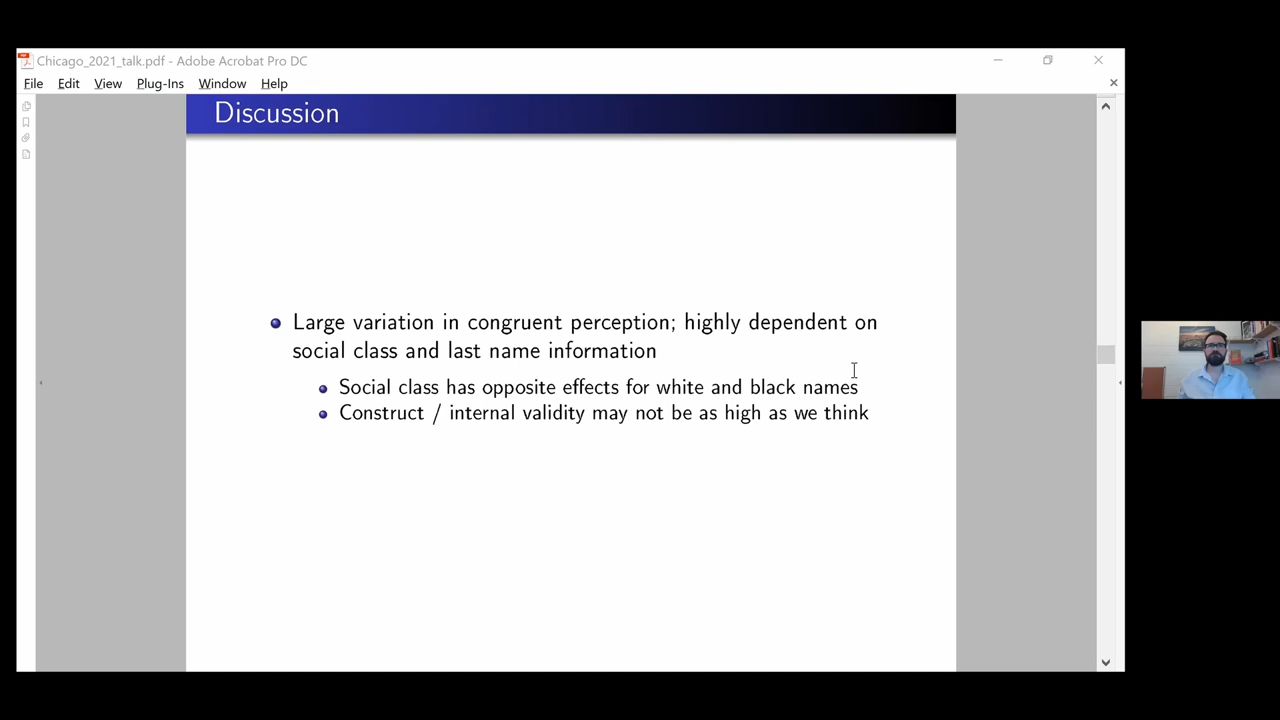 Chicago_2021_talk.pdf - Adobe Acrobat Pro DC
File Edit View Plug-Ins Window Help
Discussion
Large variation in congruent perception; highly dependent on
social class and last name information
Social class has opposite effects for white and black names
Construct / internal validity may not be as high as we think